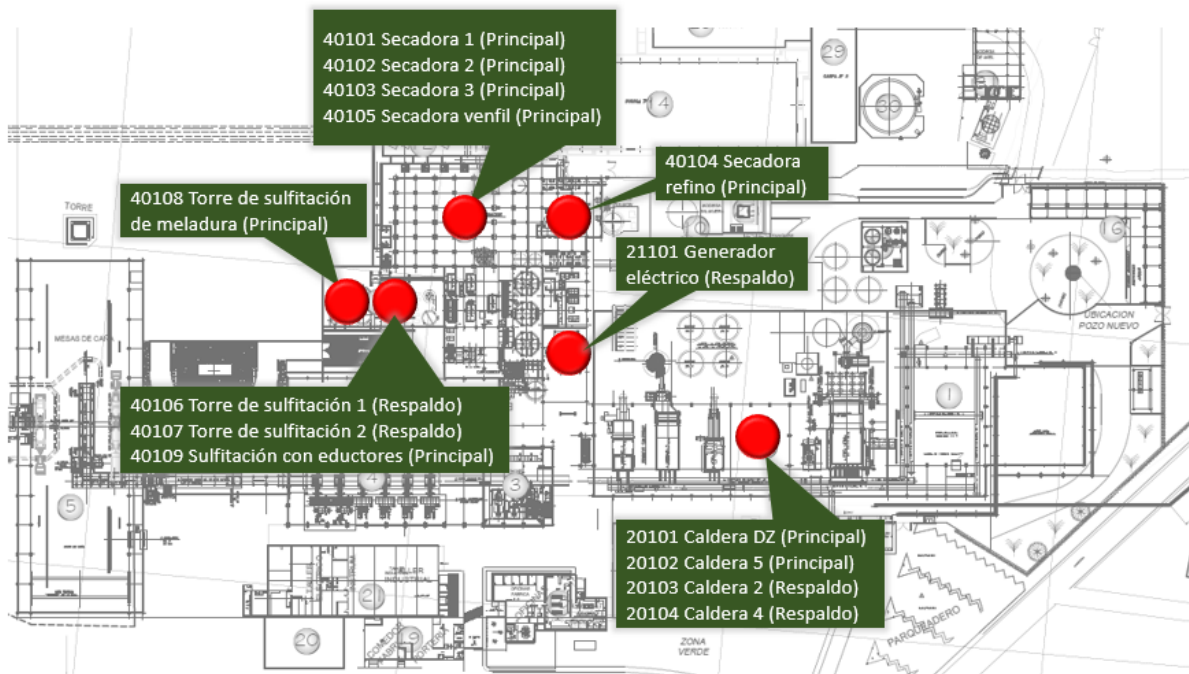 40101 Secadora 1 (Principal)
40102 Secadora 2 (Principal)
40103 Secadora 3 (Principal)
40105 Secadora venfil (Principal)
40104 Secadora
refino (Principal)
40108 Torre de sulfitación
de meladura (Principal)
21101 Generador
eléctrico (Respaldo)
40106 Torre de sulfitación 1 (Respaldo)
40107 Torre de sulfitación 2 (Respaldo)
40109 Sulfitación con eductores (Principal)
20101 Caldera DZ (Principal)
20102 Caldera 5 (Principal)
20103 Caldera 2 (Respaldo)
20104 Caldera 4 (Respaldo)
TORRE
MESAS DE CAÑA
UBICACION
POZO NUEVO
PARQUEADERO
ZONA
VERDE
INDUSTRIAL
COMEDOR
29
33
14
16
1
5
4
3
21
20
19